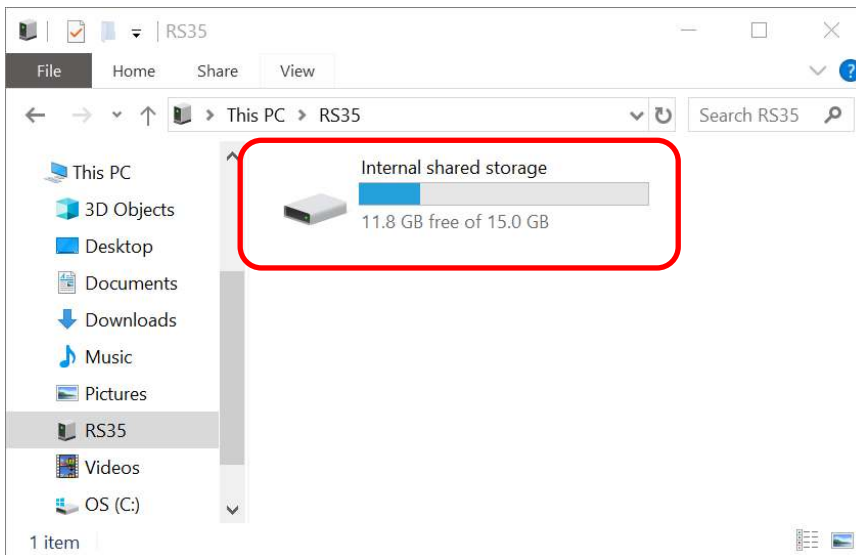 RS35
File Home Share View ?
This PC > RS35 Search RS35
This PC
3D Objects
Desktop
Documents
Downloads
Music
Pictures
RS35
Videos
OS (C:)
Internal shared storage
11.8 GB free of 15.0 GB
1 item